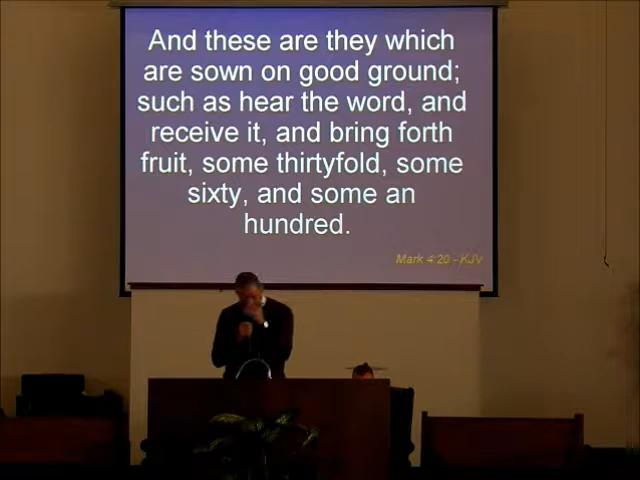 And these are they which
are sown on good ground;
such as hear the word, and
receive it, and bring forth
fruit, some thirtyfold, some
sixty, and some an
hundred.
Mark 4:20 - KJV